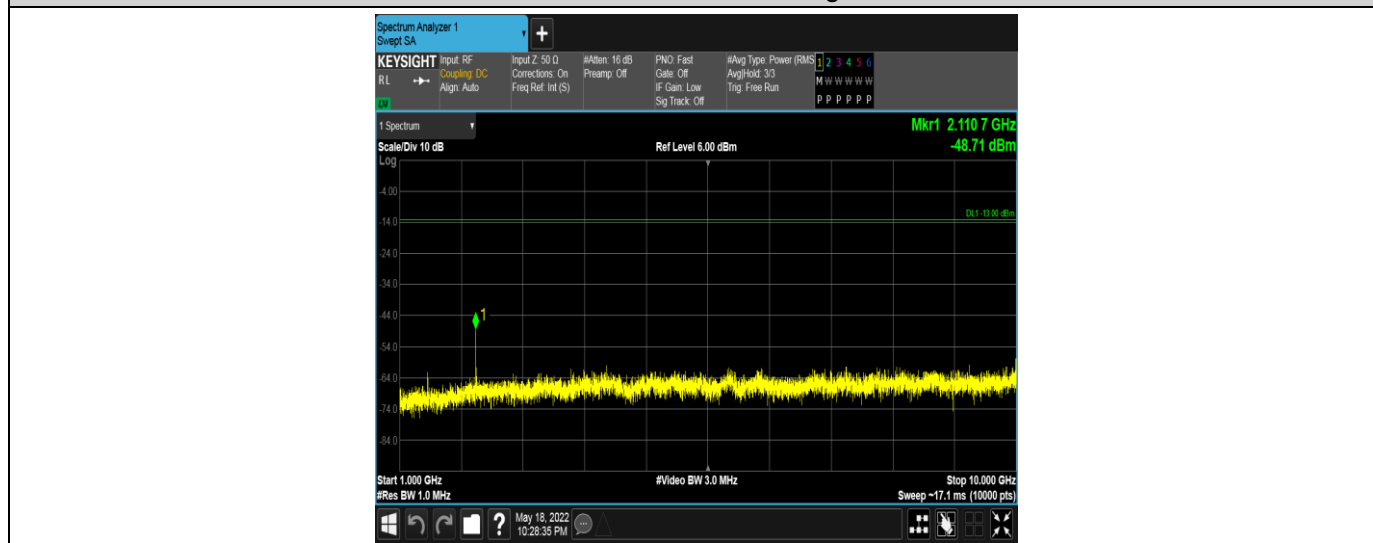 Spectrum Analyzer 1
Swept SA
+
KEYSIGHT
RL
LXI
Input: RF
Coupling: DC
Align: Auto
Input Z: 50 Ω
Corrections: On
Freq Ref: Int (S)
#Atten: 16 dB
Preamp: Off
PNO: Fast
Gate: Off
IF Gain: Low
Sig Track: Off
#Avg Type: Power (RMS
Avg|Hold: 3/3
Trig: Free Run
1 2 3 4 5 6
M W W W W W
P P P P P P
1 Spectrum
Mkr1 2.110 7 GHz
Scale/Div 10 dB
Ref Level 6.00 dBm
-48.71 dBm
Log
-4.00
DL1 -13.00 dBm
-14.0
-24.0
-34.0
-44.0
1
-54.0
-64.0
-74.0
-84.0
Start 1.000 GHz
#Video BW 3.0 MHz
Stop 10.000 GHz
#Res BW 1.0 MHz
Sweep ~17.1 ms (10000 pts)
?
May 18, 2022
10:28:35 PM